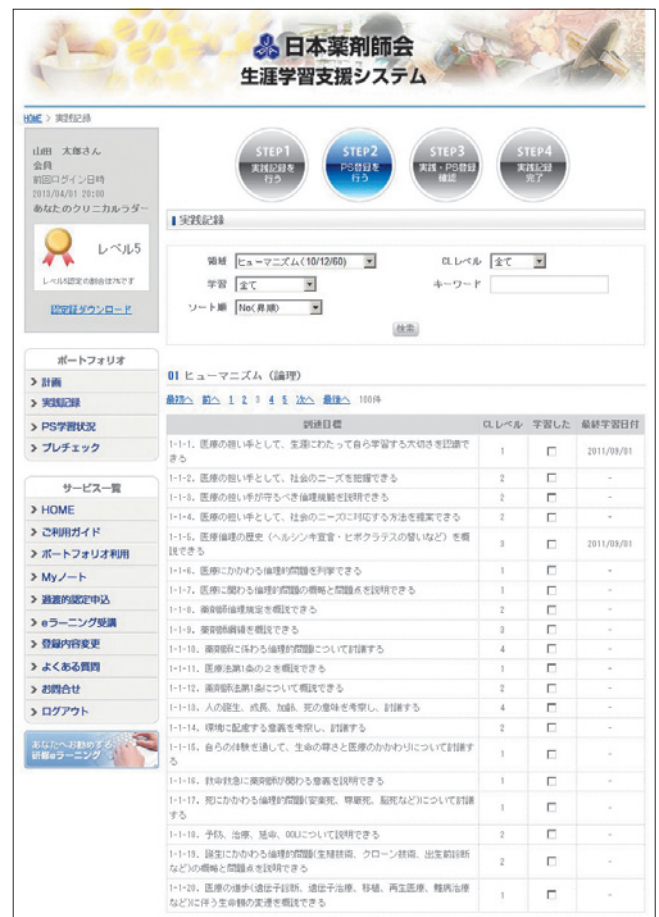 日本薬剤師会
生涯学習支援システム
HOME > 実践記録
山田 太郎さん
会員
前回ログイン日時
2013/04/01 20:00
あなたのクリニカルラダー
レベル5
レベル5認定の割合は7%です
認定証ダウンロード
ポートフォリオ
計画
実践記録
PS学習状況
プレチェック
サービス一覧
HOME
ご利用ガイド
ポートフォリオ利用
Myノート
過渡的認定申込
eラーニング受講
登録内容変更
よくある質問
お問合せ
ログアウト
あなたへお勧めする
研修eラーニング
STEP1
実践記録を
行う
STEP2
PS登録を
行う
STEP3
実践・PS登録
確認
STEP4
実践記録
完了
実践記録
領域 ヒューマニズム(10/12/60) CLレベル 全て
学習 全て キーワード
ソート順 No(昇順)
検索
01 ヒューマニズム（論理）
最初へ 前へ 1 2 3 4 5 次へ 最後へ 100件
到達目標 CLレベル 学習した 最終学習日付
1-1-1. 医療の担い手として、生涯にわたって自ら学習する大切さを認識で
きる 1 2011/09/01
1-1-2. 医療の担い手として、社会のニーズを把握できる 2 -
1-1-3. 医療の担い手が守るべき倫理規範を説明できる 2 -
1-1-4. 医療の担い手として、社会のニーズに対応する方法を提案できる 2 -
1-1-5. 医療倫理の歴史（ヘルシンキ宣言・ヒポクラテスの誓いなど）を概
説できる 3 2011/09/01
1-1-6. 医療にかかわる倫理的問題を列挙できる 1 -
1-1-7. 医療に関わる倫理的問題の概略と問題点を説明できる 1 -
1-1-8. 薬剤師倫理規定を概説できる 2 -
1-1-9. 薬剤師綱領を概説できる 3 -
1-1-10. 薬剤師に係わる倫理的問題について討議する 4 -
1-1-11. 医療法第1条の2を概説できる 1 -
1-1-12. 薬剤師法第1条について概説できる 2 -
1-1-13. 人の誕生、成長、加齢、死の意味を考察し、討議する 4 -
1-1-14. 環境に配慮する意義を考察し、討議する 2 -
1-1-15. 自らの体験を通して、生命の尊さと医療のかかわりについて討議す
る 1 -
1-1-16. 救命救急に薬剤師が関わる意義を説明できる 1 -
1-1-17. 死にかかわる倫理的問題(安楽死、尊厳死、脳死など)について討議
する 1 -
1-1-18. 予防、治療、延命、QOLについて説明できる 2 -
1-1-19. 誕生にかかわる倫理的問題(生殖技術、クローン技術、出生前診断
など)の概略と問題点を説明できる 2 -
1-1-20. 医療の進歩(遺伝子診断、遺伝子治療、移植、再生医療、難病治療
など)に伴う生命観の変遷を概説できる 1 -